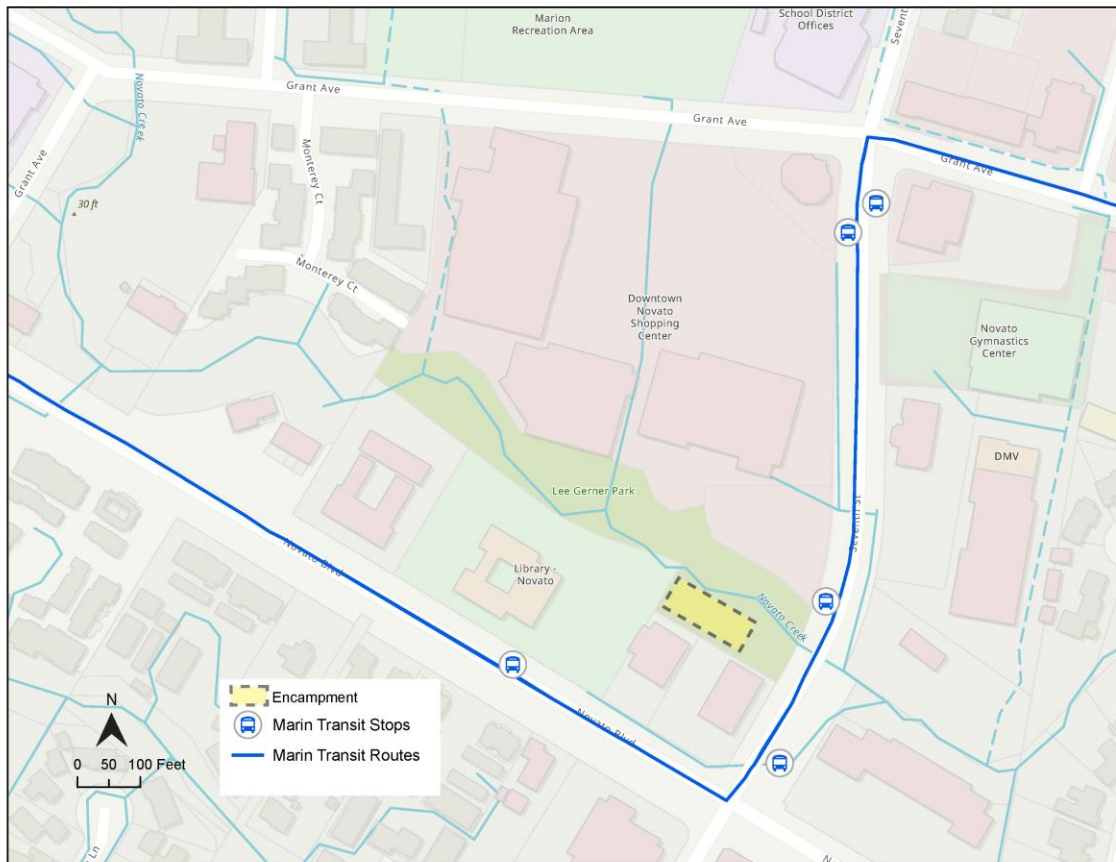 Marion
Recreation Area
School District
Offices
Seventh
Novato Creek
Grant Ave
Grant Ave
Grant Ave
Grant Ave
Monterey Ct
30 ft
Monterey Ct
Downtown
Novato
Shopping
Center
Novato
Gymnastics
Center
DMV
Lee Gerner Park
Seventh St
Novato Blvd
Library -
Novato
Novato Creek
Novato Blvd
Encampment
Marin Transit Stops
Marin Transit Routes
N
0 50 100 Feet
Ln